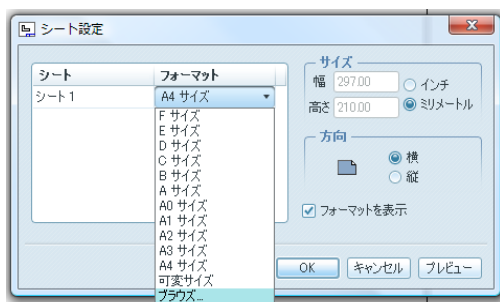 シート設定
シート
フォーマット
シート1
A4 サイズ
F サイズ
E サイズ
D サイズ
C サイズ
B サイズ
A サイズ
A0 サイズ
A1 サイズ
A2 サイズ
A3 サイズ
A4 サイズ
可変サイズ
ブラウズ...
サイズ
幅 297.00
インチ
高さ 210.00
ミリメートル
方向
横
縦
フォーマットを表示
OK キャンセル プレビュー